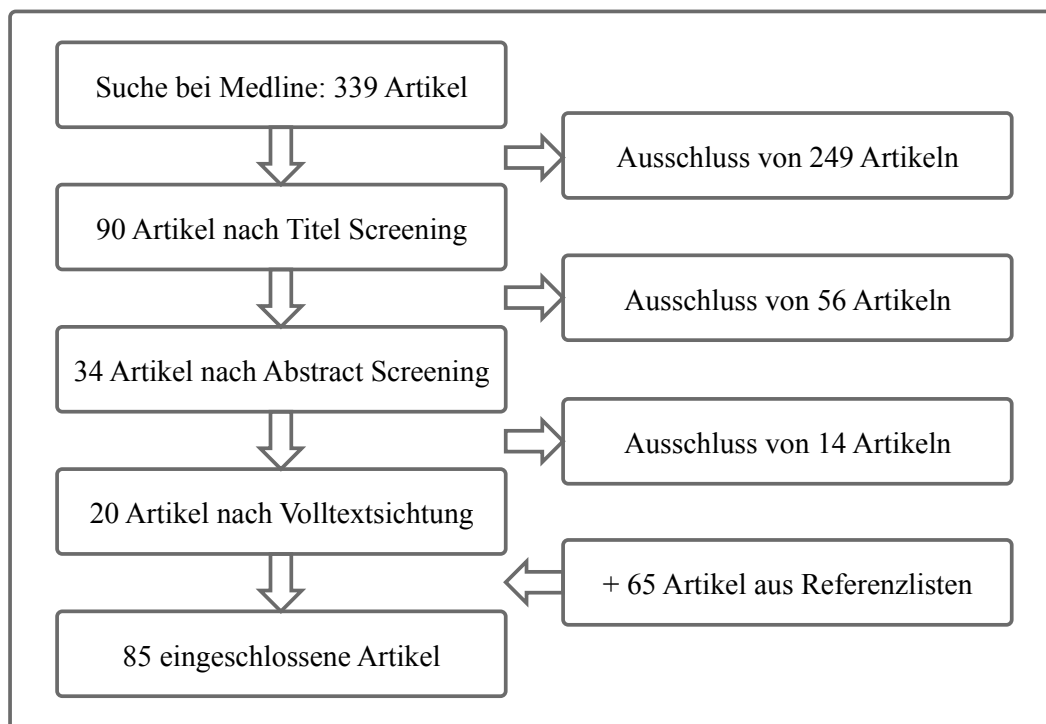 Suche bei Medline: 339 Artikel
Ausschluss von 249 Artikeln
90 Artikel nach Titel Screening
Ausschluss von 56 Artikeln
34 Artikel nach Abstract Screening
Ausschluss von 14 Artikeln
20 Artikel nach Volltextsichtung
+ 65 Artikel aus Referenzlisten
85 eingeschlossene Artikel